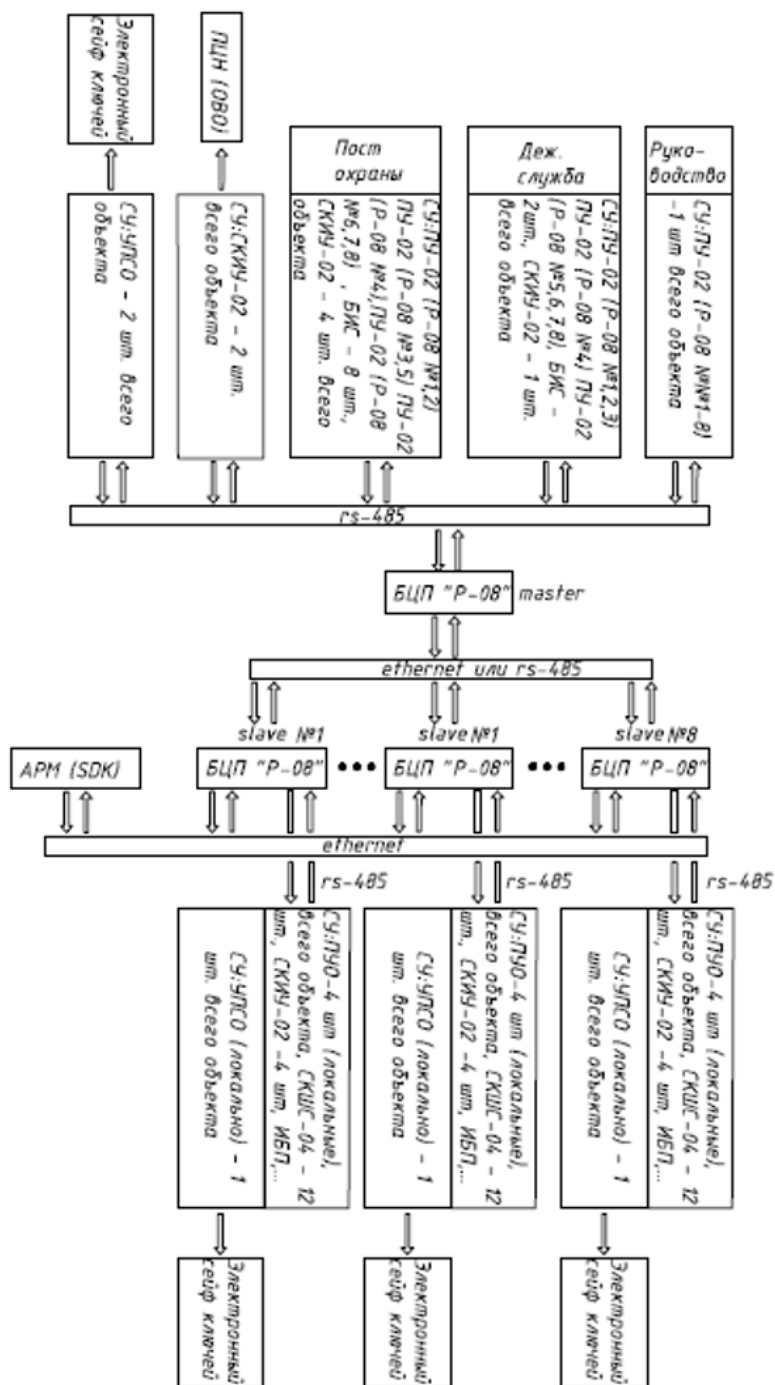 Электронный
сейф ключей
ПЦН (ОВО)
Пост
охраны
Деж.
служба
Руко-
водство
СУ:УПСО - 2 шт. всего
объекта
СУ:СКИУ-02 - 2 шт.
всего объекта
СУ:ПУ-02 (Р-08 №1,2)
ПУ-02 (Р-08 №3,5) ПУ-02
(Р-08 №4),ПУ-02 (Р-08
№6,7,8) , БИС - 8 шт.,
СКИУ-02 - 4 шт. всего
объекта
СУ:ПУ-02 (Р-08 №1,2,3)
ПУ-02 (Р-08 №4) ПУ-02
(Р-08 №5,6,7,8), БИС -
2шт., СКИУ-02 - 1 шт.
всего объекта
СУ:ПУ-02 (Р-08 №№1-8)
-1 шт всего объекта
rs-485
БЦП "Р-08" master
ethernet или rs-485
slave №1
slave №1
slave №8
АРМ (SDK)
БЦП "Р-08"
БЦП "Р-08"
БЦП "Р-08"
ethernet
rs-485
rs-485
rs-485
СУ:ПУО-4 шт (локальные),
всего объекта, СКШС-04 - 12
шт., СКИУ-02 -4 шт, ИБП,...
СУ:УПСО (локально) - 1
шт. всего объекта
СУ:ПУО-4 шт (локальные),
всего объекта, СКШС-04 - 12
шт., СКИУ-02 -4 шт, ИБП,...
СУ:УПСО (локально) - 1
шт. всего объекта
СУ:ПУО-4 шт (локальные),
всего объекта, СКШС-04 - 12
шт., СКИУ-02 -4 шт, ИБП,...
СУ:УПСО (локально) - 1
шт. всего объекта
Электронный
сейф ключей
Электронный
сейф ключей
Электронный
сейф ключей